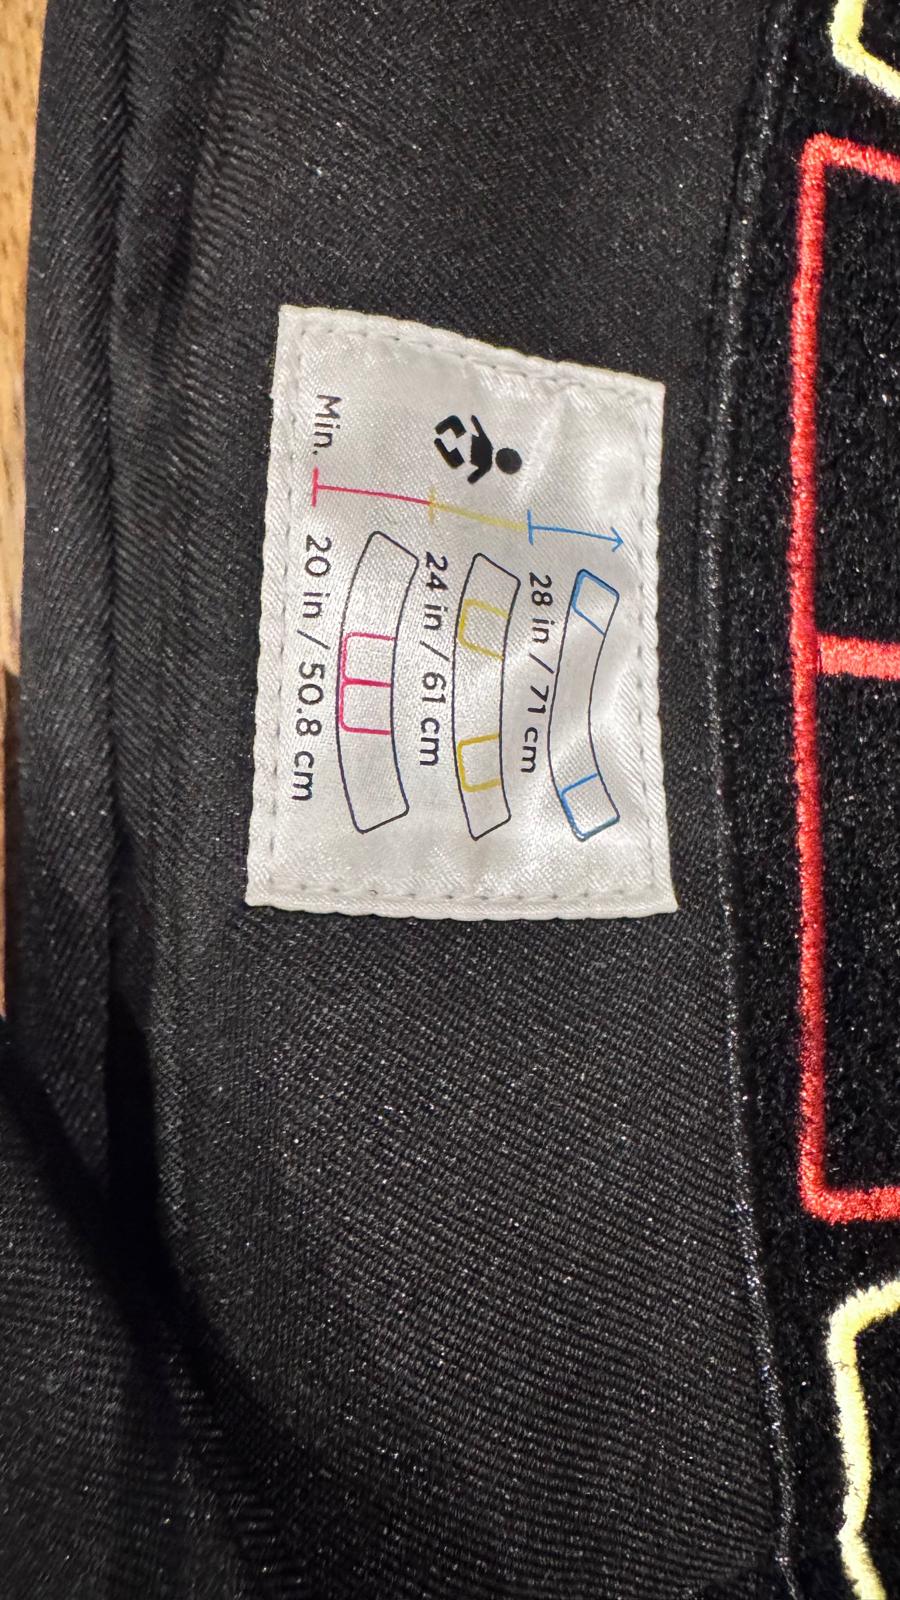 28 in / 71 cm
24 in / 61 cm
Min. 20 in / 50.8 cm